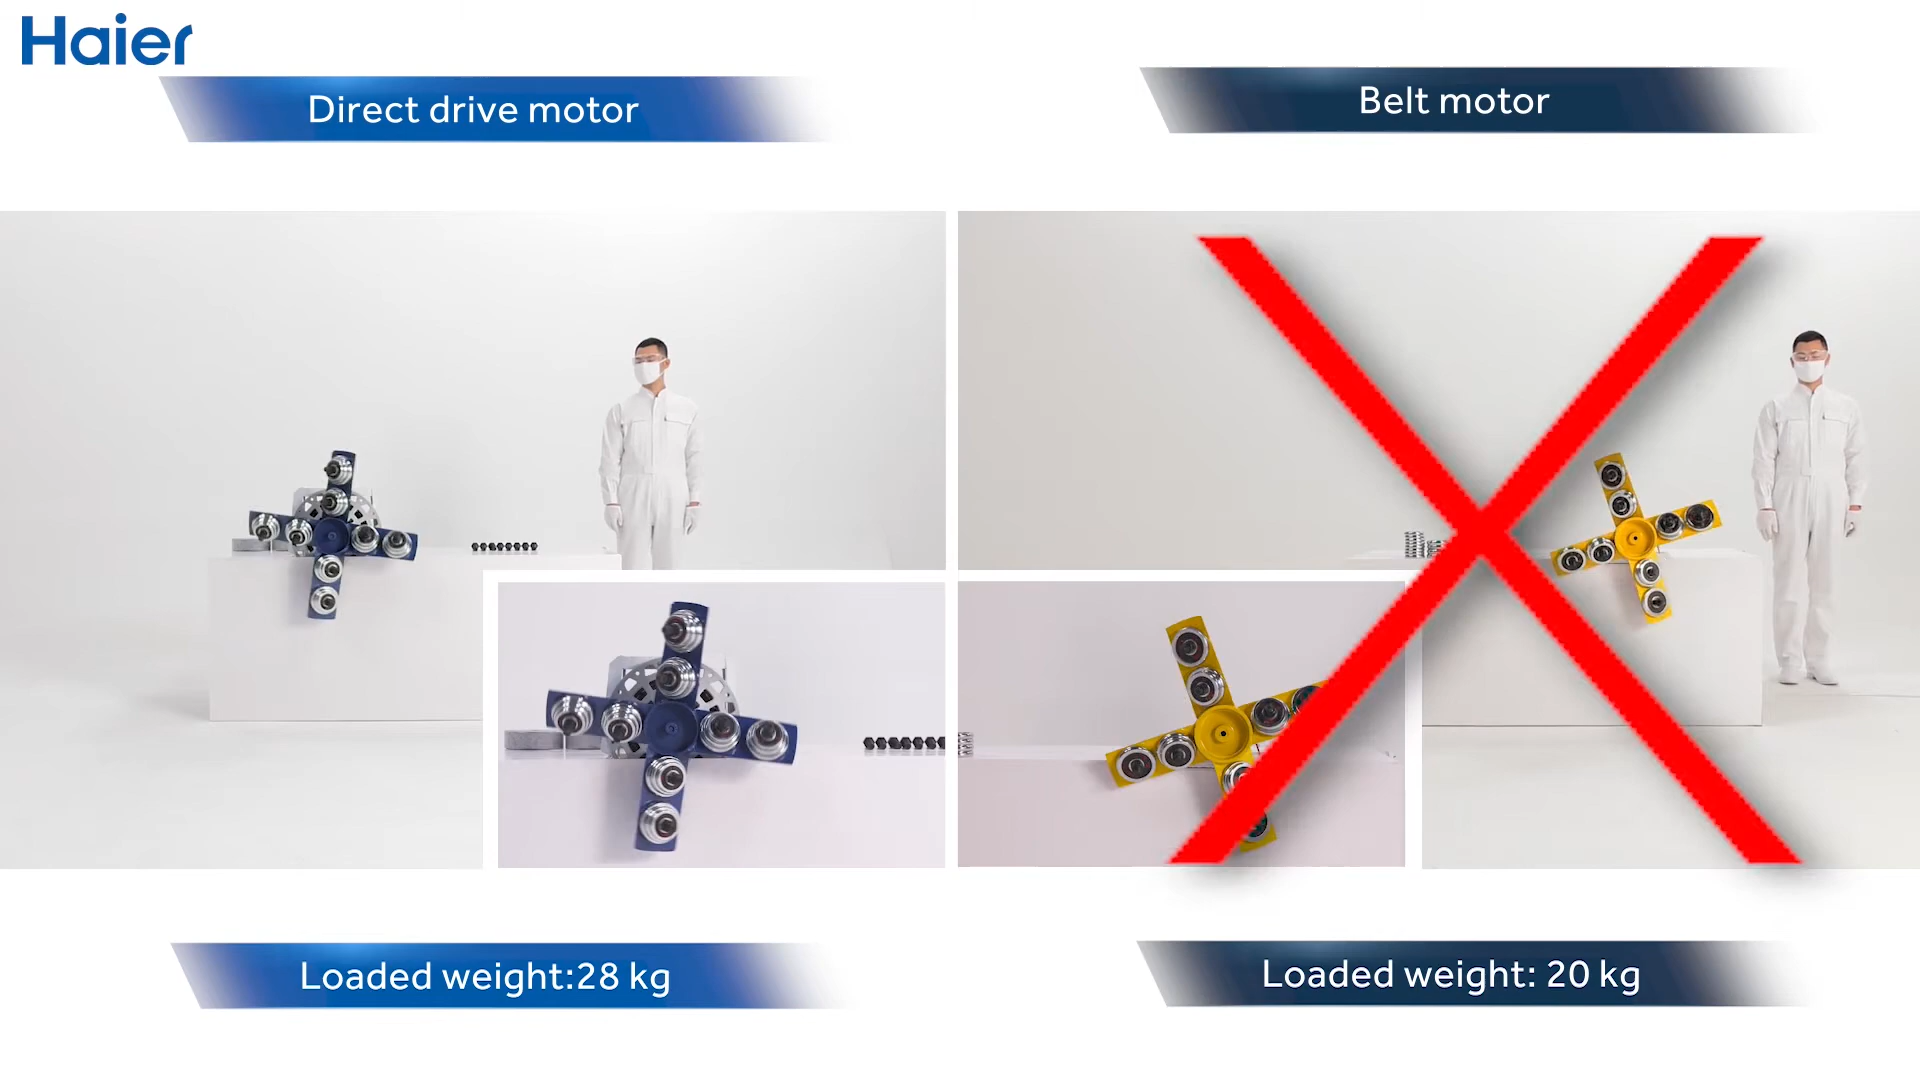 Haier
Direct drive motor
Belt motor
Loaded weight:28 kg
Loaded weight: 20 kg